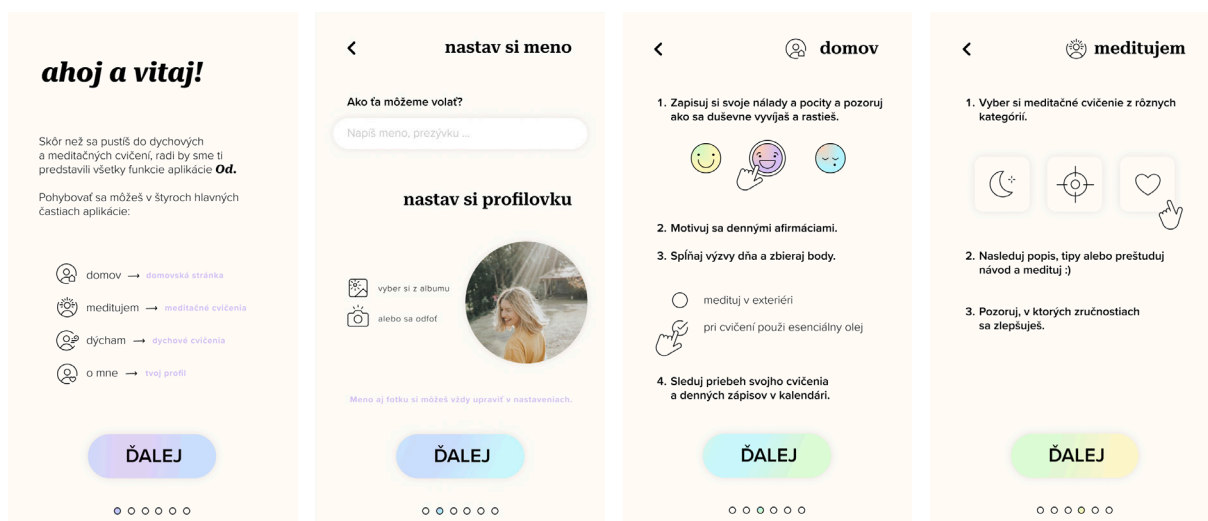 ahoj a vitaj!
Skôr než sa pustíš do dychových
a meditačných cvičení, radi by sme ti
predstavili všetky funkcie aplikácie Od.
Pohybovať sa môžeš v štyroch hlavných
častiach aplikácie:
domov → domovská stránka
meditujem → meditačné cvičenia
dýcham → dychové cvičenia
o mne → tvoj profil
ĎALEJ
nastav si meno
Ako ťa môžeme volať?
Napíš meno, prezývku ...
nastav si profilovku
vyber si z albumu
alebo sa odfoť
Meno aj fotku si môžeš vždy upraviť v nastaveniach.
ĎALEJ
domov
1. Zapisuj si svoje nálady a pocity a pozoruj
ako sa duševne vyvíjaš a rastieš.
2. Motivuj sa dennými afirmáciami.
3. Spĺňaj výzvy dňa a zbieraj body.
medituj v exteriéri
pri cvičení použi esenciálny olej
4. Sleduj priebeh svojho cvičenia
a denných zápisov v kalendári.
ĎALEJ
meditujem
1. Vyber si meditačné cvičenie z rôznych
kategórií.
2. Nasleduj popis, tipy alebo preštuduj
návod a medituj :)
3. Pozoruj, v ktorých zručnostiach
sa zlepšuješ.
ĎALEJ